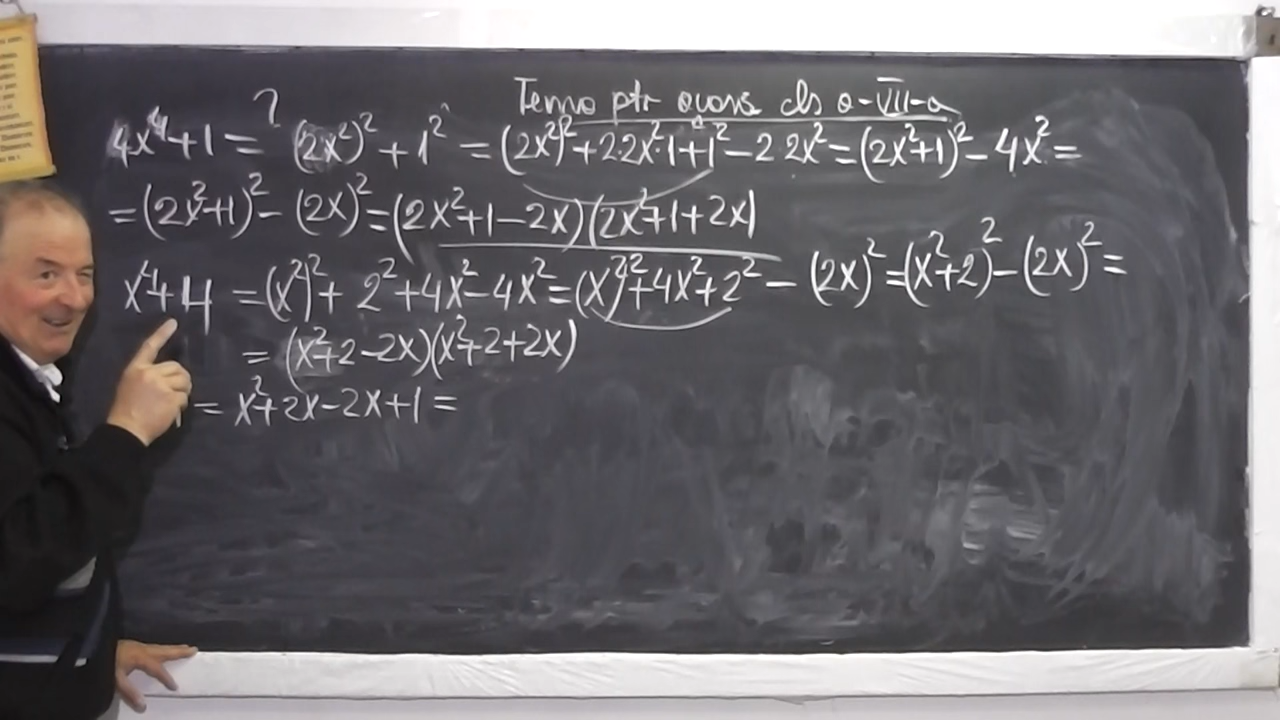 Tema ptr acasă cls a-VII-a
4x⁴+1 = ? (2x²)² + 1² = (2x²)² + 2·2x²·1 + 1² – 2·2x² = (2x²+1)² – 4x² =
= (2x²+1)² – (2x)² = (2x²+1–2x)(2x²+1+2x)
x⁴+4 = (x²)² + 2² + 4x² – 4x² = (x²)² + 4x² + 2² – (2x)² = (x²+2)² – (2x)² =
= (x²+2–2x)(x²+2+2x)
= x²+2x–2x+1 =